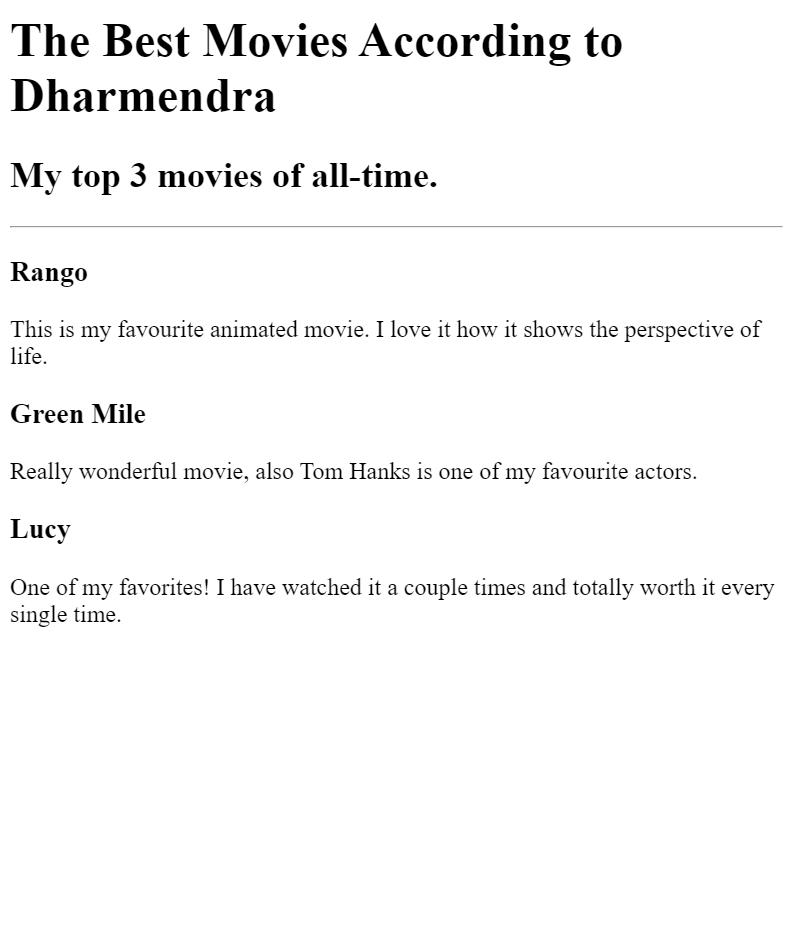 The Best Movies According to
Dharmendra
My top 3 movies of all-time.
Rango
This is my favourite animated movie. I love it how it shows the perspective of
life.
Green Mile
Really wonderful movie, also Tom Hanks is one of my favourite actors.
Lucy
One of my favorites! I have watched it a couple times and totally worth it every
single time.